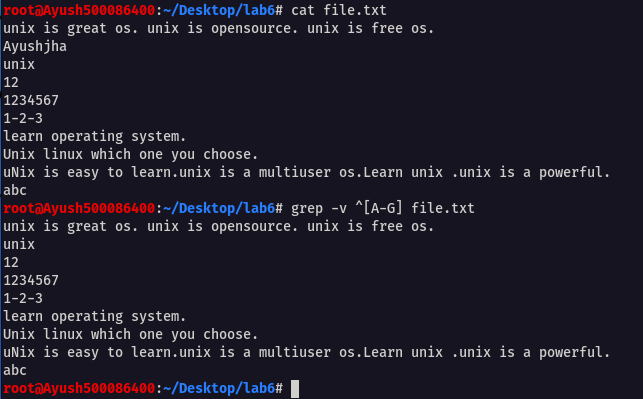 root@Ayush500086400:~/Desktop/lab6# cat file.txt
unix is great os. unix is opensource. unix is free os.
Ayushjha
unix
12
1234567
1-2-3
learn operating system.
Unix linux which one you choose.
uNix is easy to learn.unix is a multiuser os.Learn unix .unix is a powerful.
abc
root@Ayush500086400:~/Desktop/lab6# grep -v ^[A-G] file.txt
unix is great os. unix is opensource. unix is free os.
unix
12
1234567
1-2-3
learn operating system.
Unix linux which one you choose.
uNix is easy to learn.unix is a multiuser os.Learn unix .unix is a powerful.
abc
root@Ayush500086400:~/Desktop/lab6#